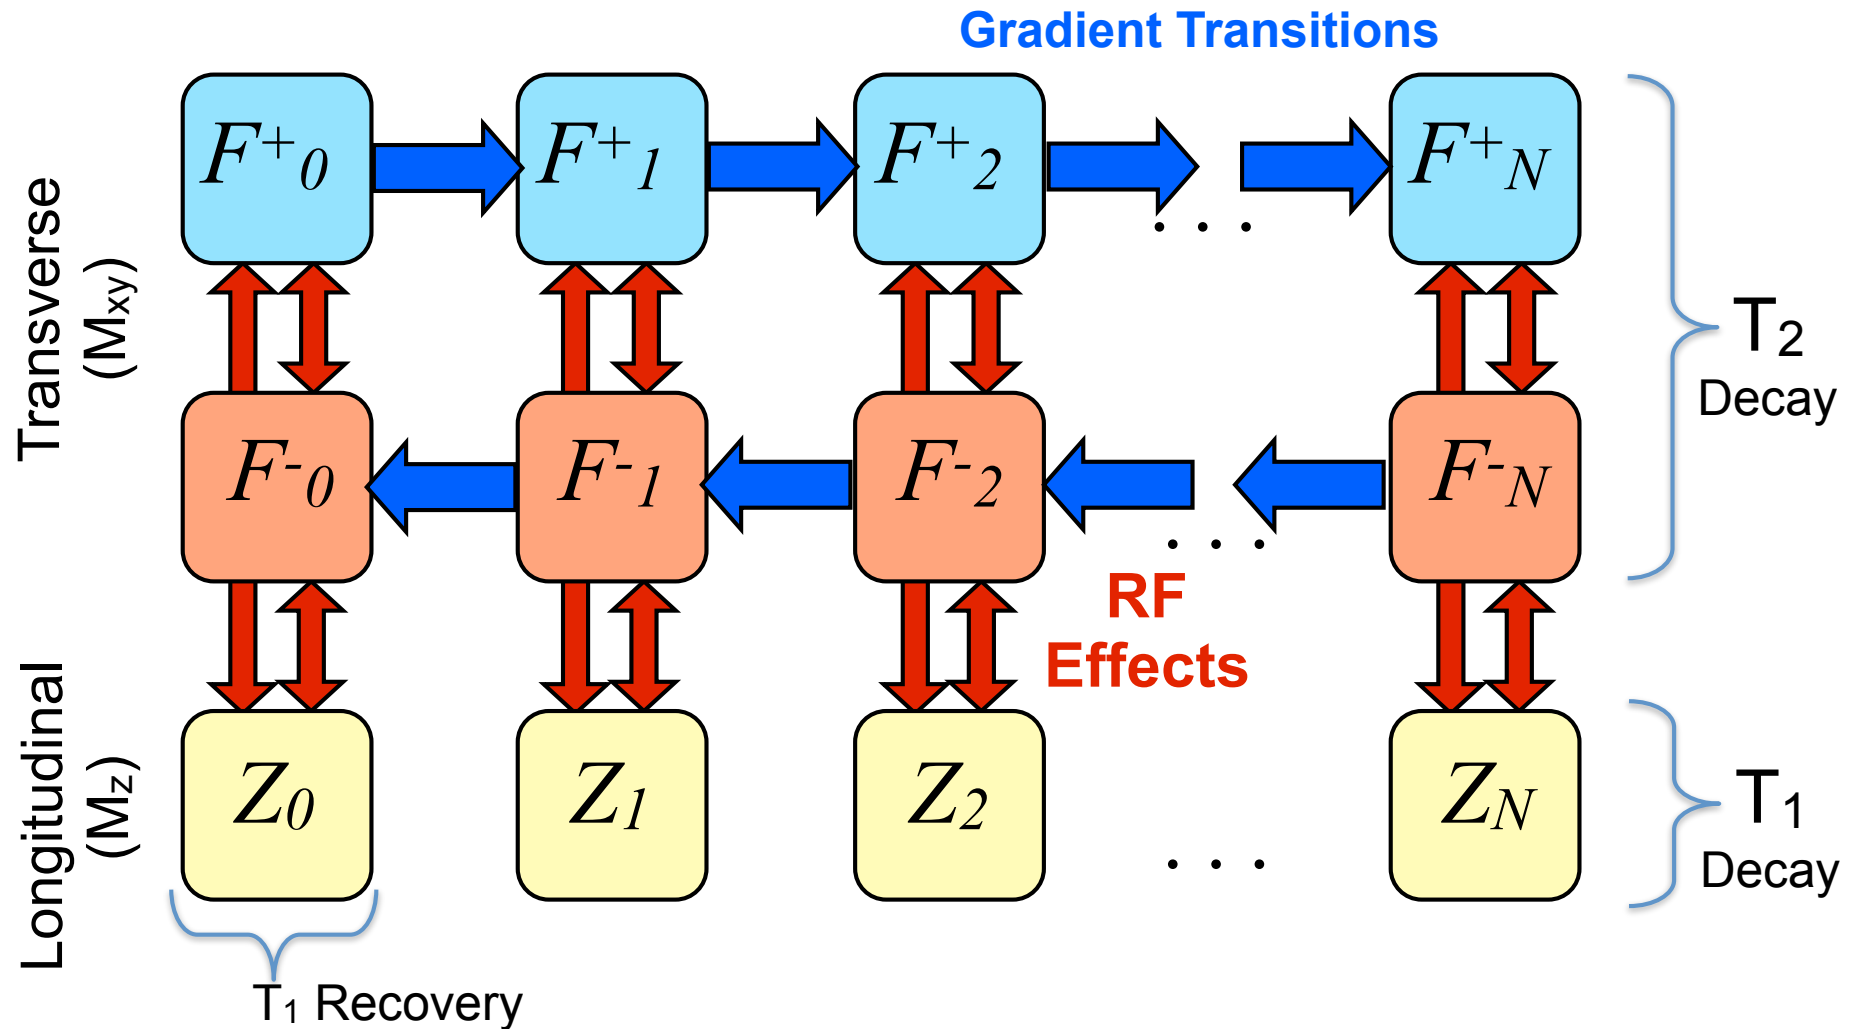 Gradient Transitions
Transverse
(Mxy)
F+0
F+1
F+2
. . .
F+N
T2
Decay
F-0
F-1
F-2
. . .
F-N
RF
Effects
Longitudinal
(Mz)
Z0
Z1
Z2
. . .
ZN
T1
Decay
T1 Recovery